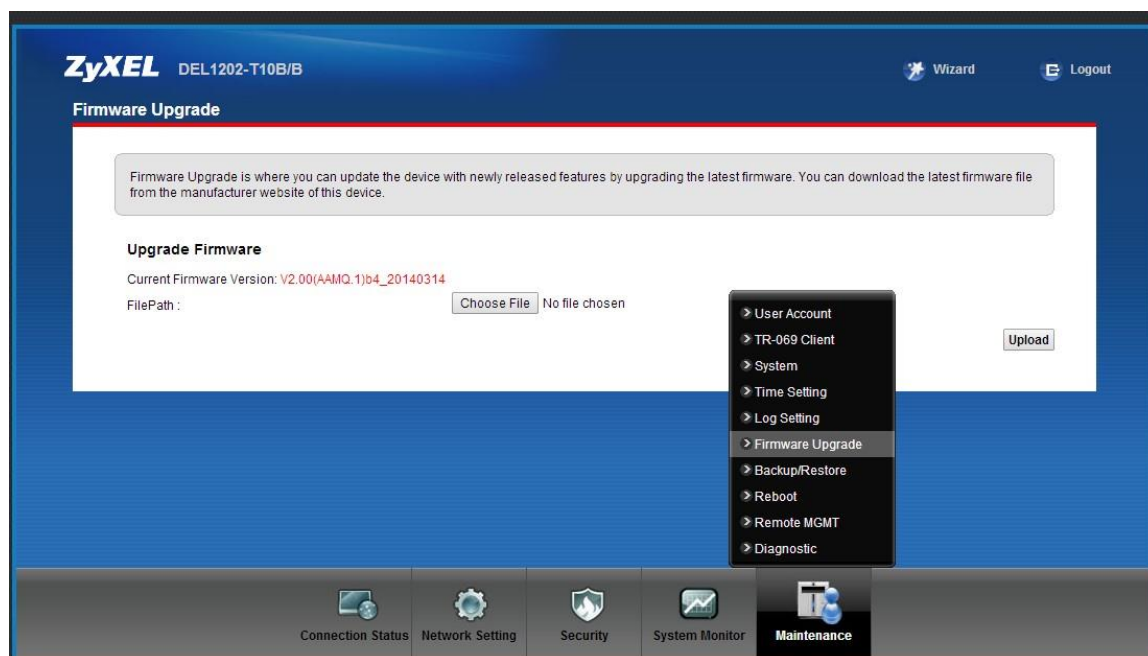 ZyXEL DEL1202-T10B/B
Wizard
Logout
Firmware Upgrade
Firmware Upgrade is where you can update the device with newly released features by upgrading the latest firmware. You can download the latest firmware file
from the manufacturer website of this device.
Upgrade Firmware
Current Firmware Version: V2.00(AAMQ.1)b4_20140314
FilePath :
Choose File No file chosen
Upload
User Account
TR-069 Client
System
Time Setting
Log Setting
Firmware Upgrade
Backup/Restore
Reboot
Remote MGMT
Diagnostic
Connection Status
Network Setting
Security
System Monitor
Maintenance